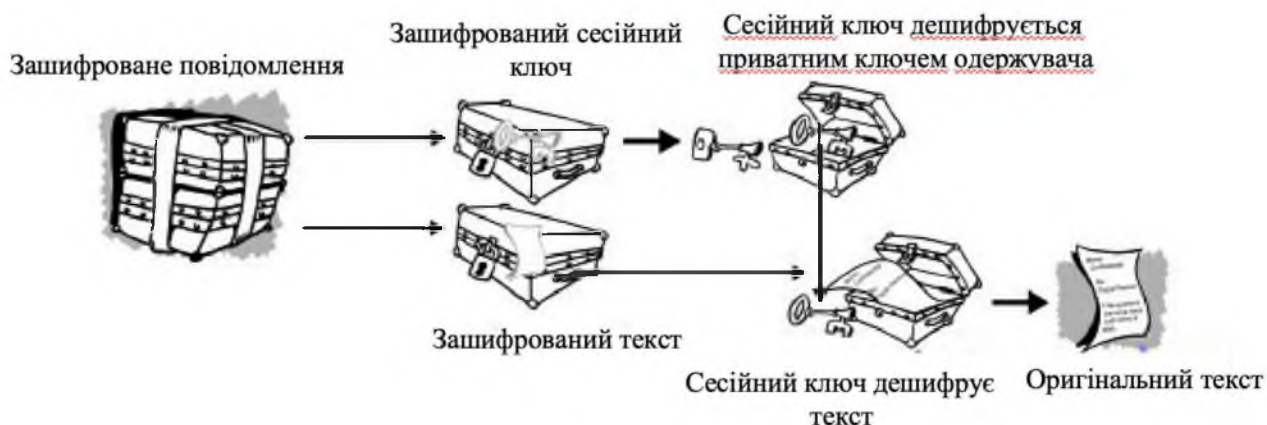 Зашифроване повідомлення
Зашифрований сесійний
ключ
Сесійний ключ дешифрується
приватним ключем одержувача
Зашифрований текст
Сесійний ключ дешифрує
текст
Оригінальний текст